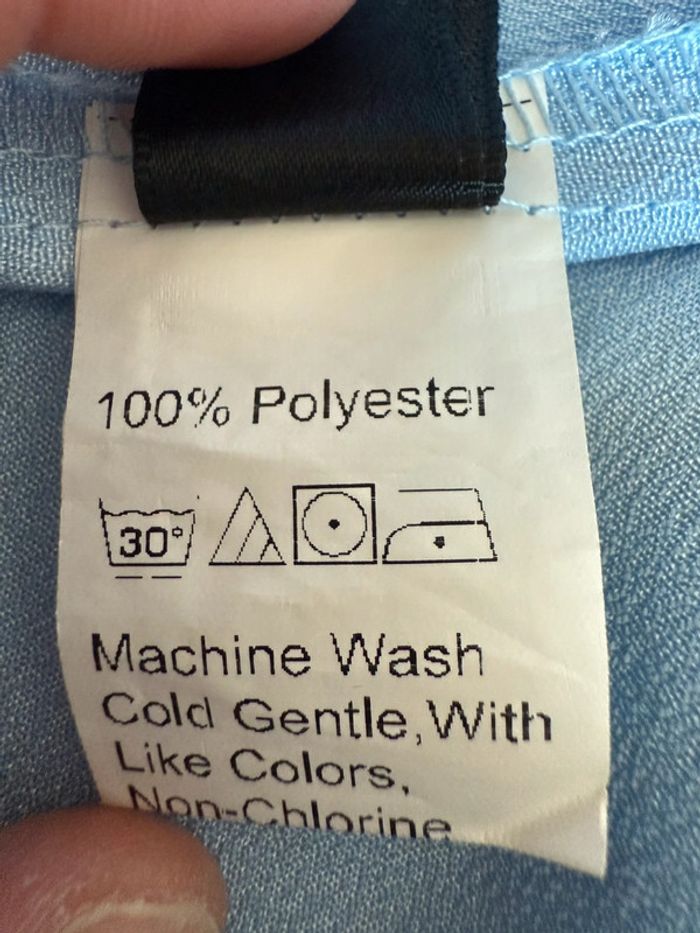 100% Polyester
30°
Machine Wash
Cold Gentle,With
Like Colors,
Non-Chlorine